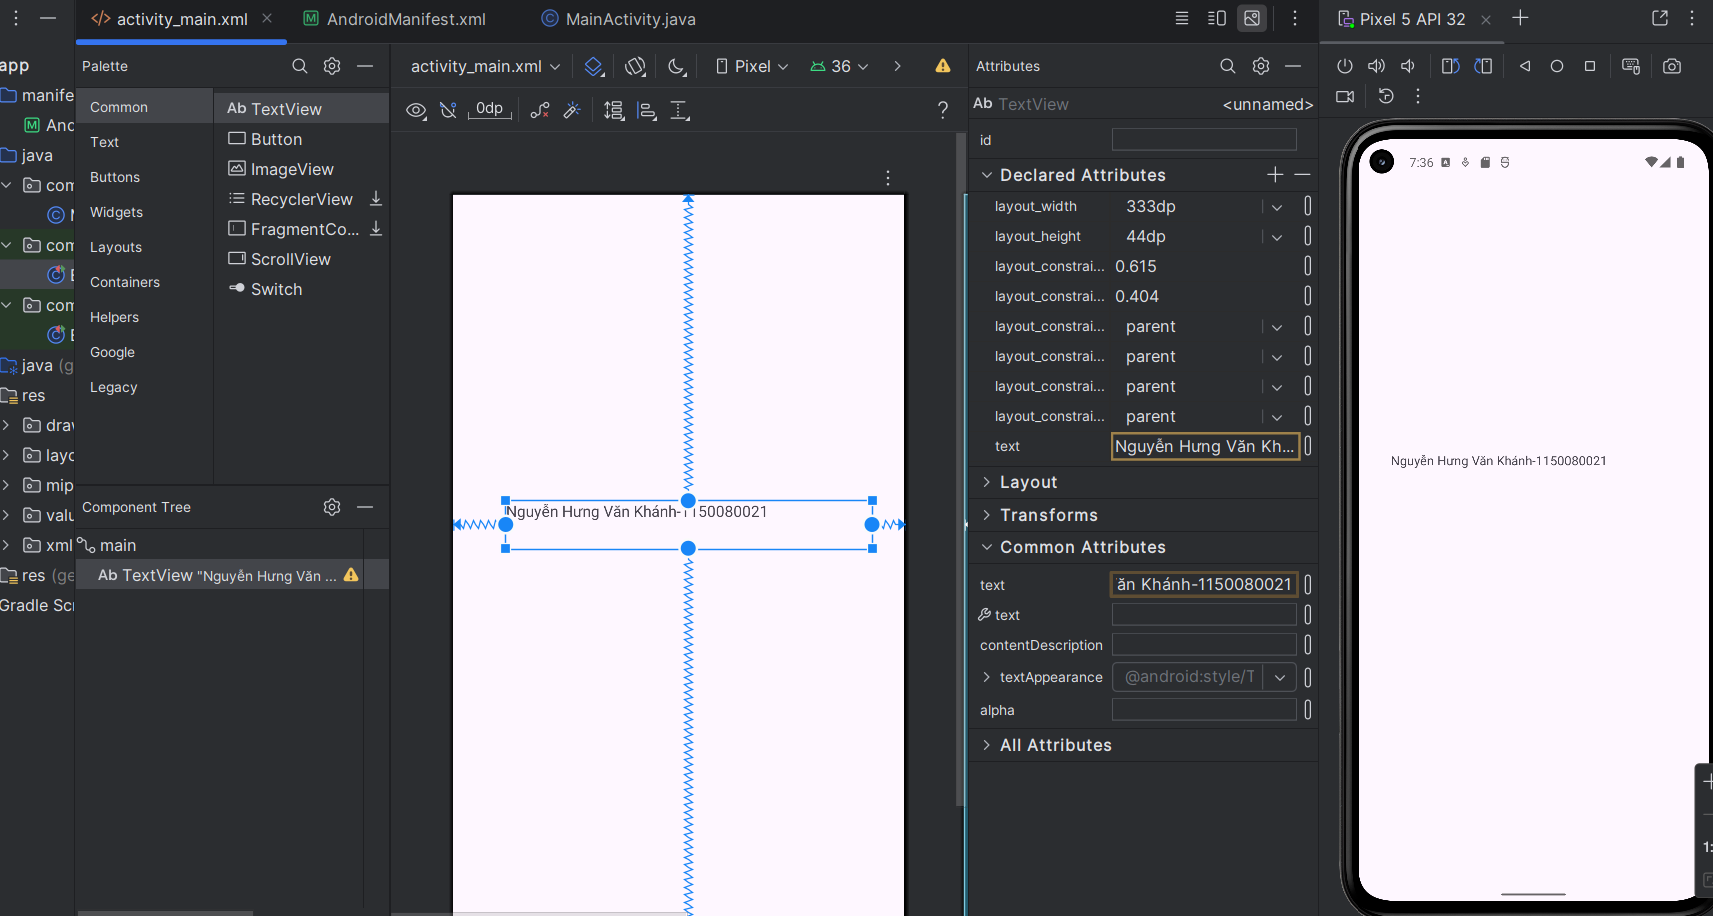 activity_main.xml
AndroidManifest.xml
MainActivity.java
Pixel 5 API 32
app
manife
And
java
com
com
com
java (g
res
drav
layo
mip
valu
xml
res (ge
Gradle Scr
Palette
Common
Text
Buttons
Widgets
Layouts
Containers
Helpers
Google
Legacy
Ab TextView
Button
ImageView
RecyclerView
FragmentCo...
ScrollView
Switch
Component Tree
main
Ab TextView "Nguyễn Hưng Văn ...
activity_main.xml
Pixel
36
0dp
?
Nguyễn Hưng Văn Khánh-1150080021
Attributes
Ab TextView <unnamed>
id
Declared Attributes
layout_width 333dp
layout_height 44dp
layout_constrai... 0.615
layout_constrai... 0.404
layout_constrai... parent
layout_constrai... parent
layout_constrai... parent
layout_constrai... parent
text Nguyễn Hưng Văn Kh...
Layout
Transforms
Common Attributes
text ăn Khánh-1150080021
text
contentDescription
textAppearance @android:style/T
alpha
All Attributes
7:36
Nguyễn Hưng Văn Khánh-1150080021
1: